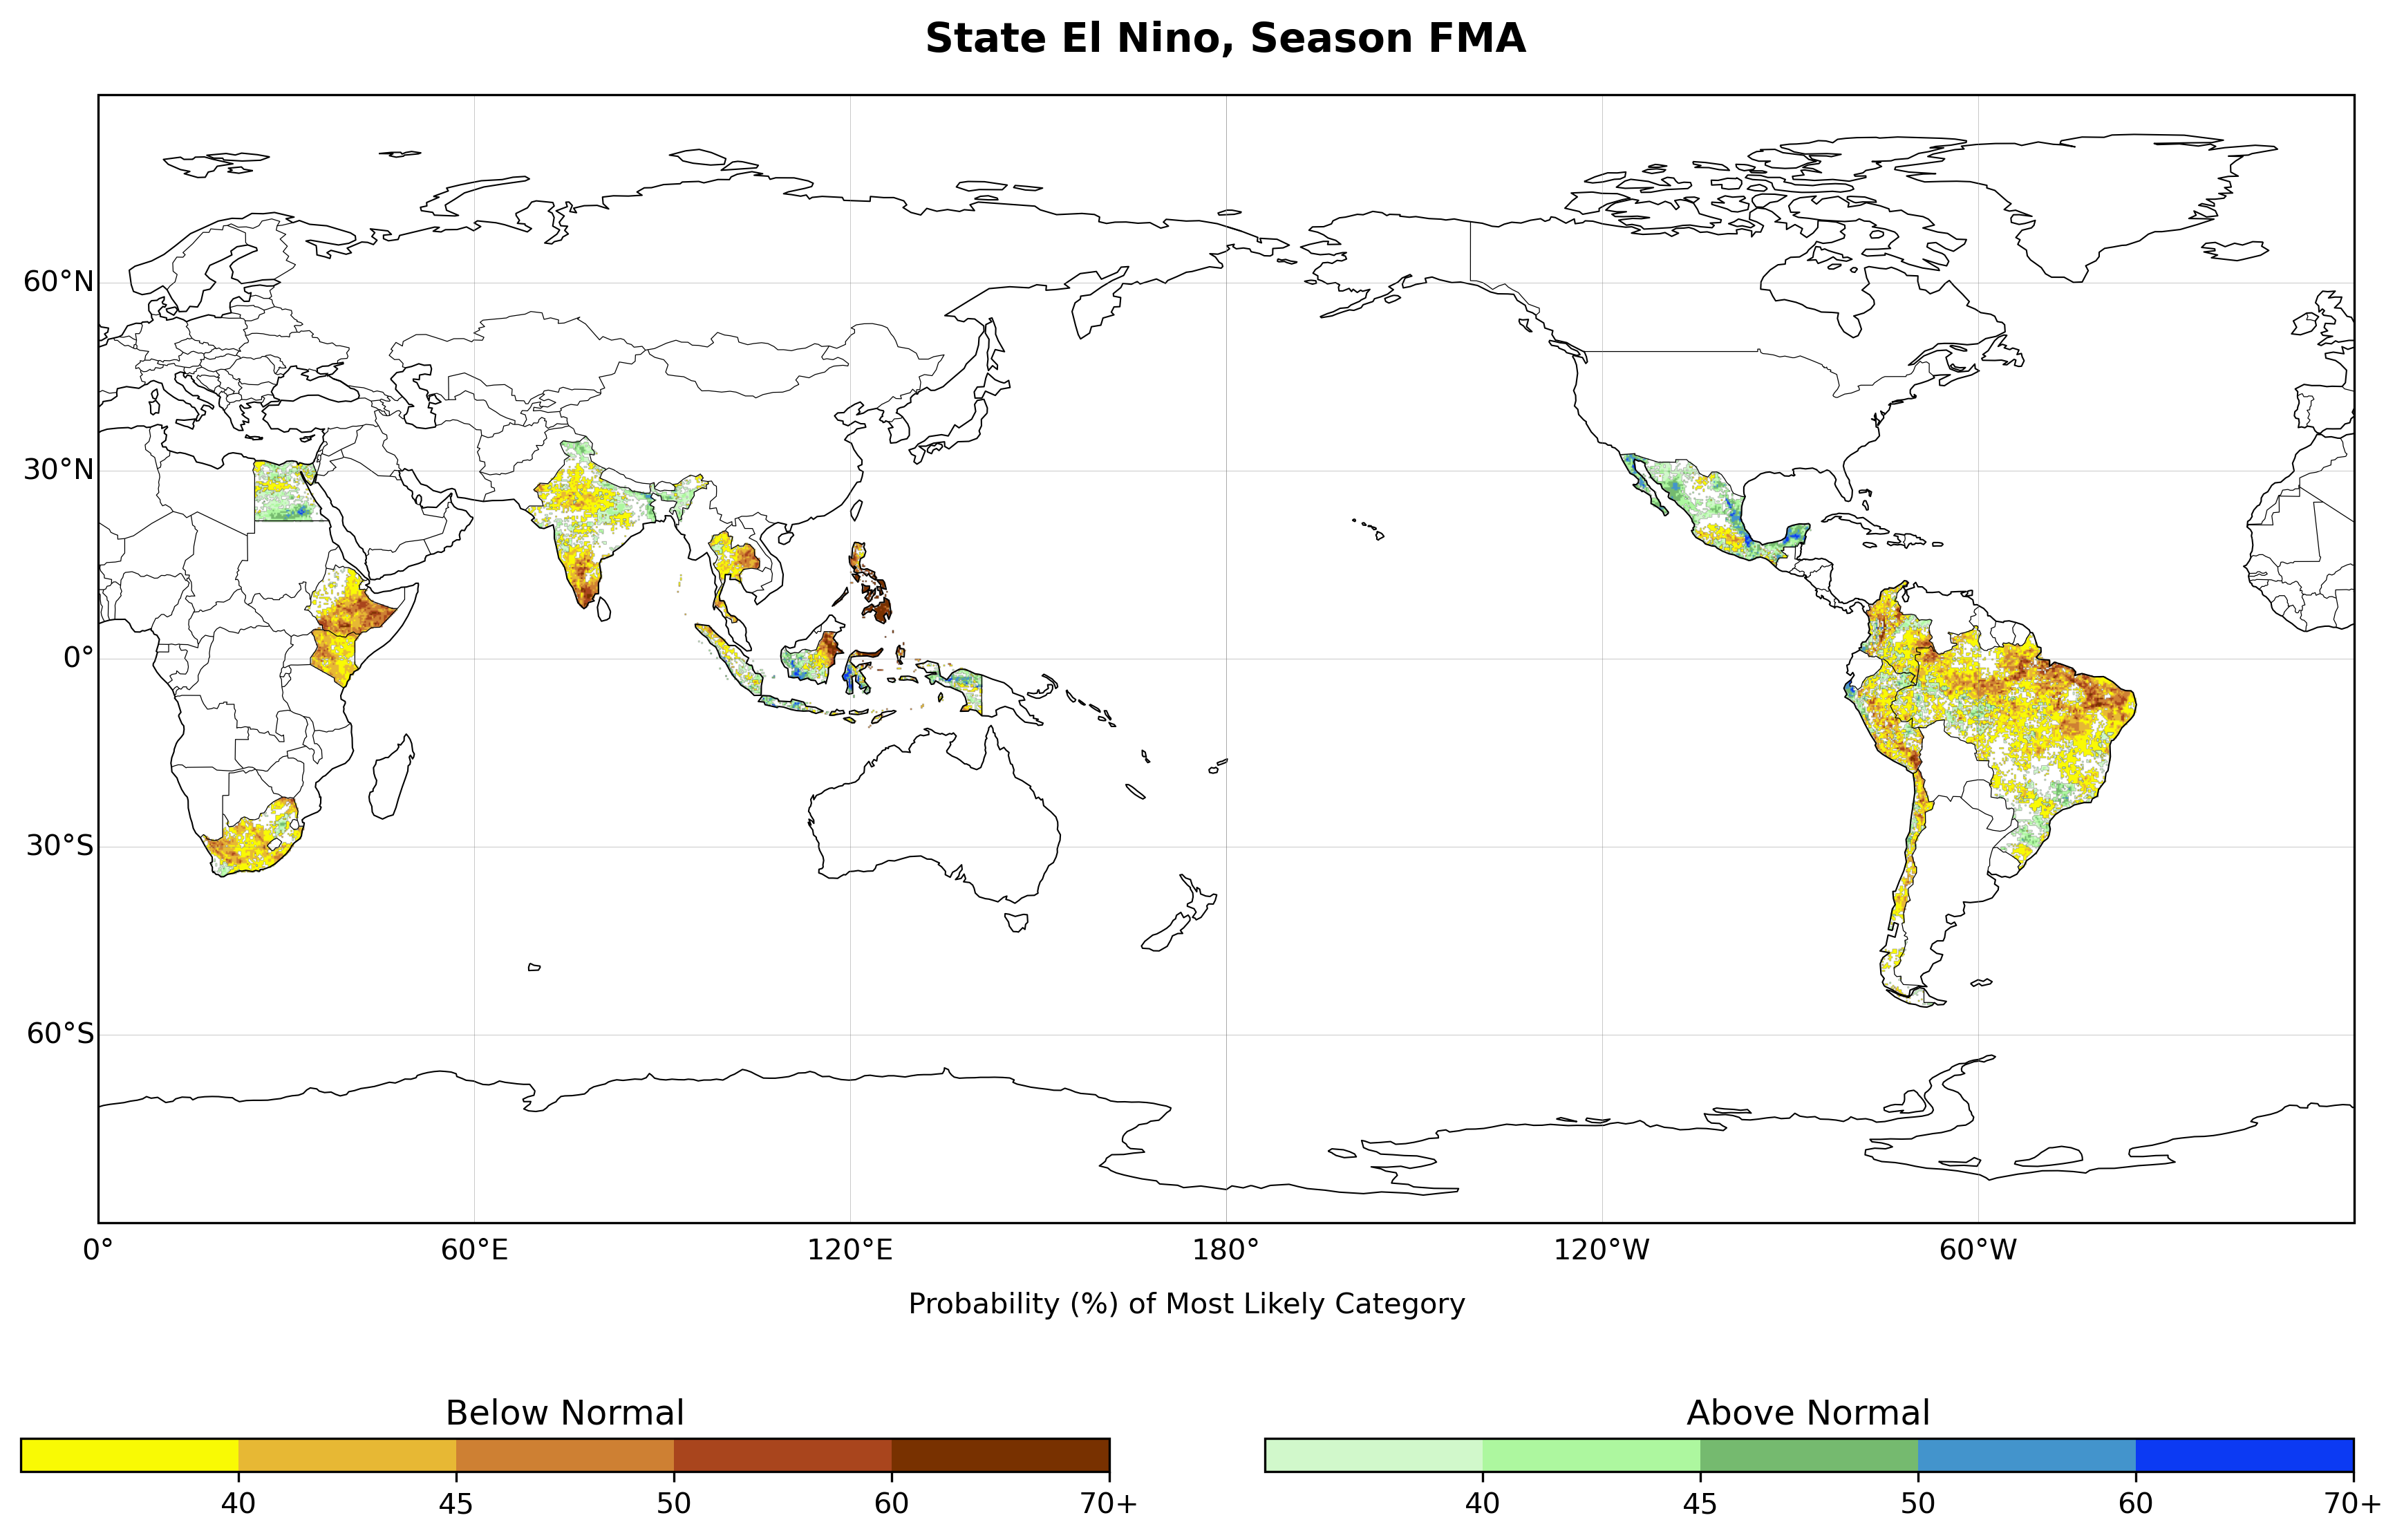 State El Nino, Season FMA
60°N
30°N
0°
30°S
60°S
0°
60°E
120°E
180°
120°W
60°W
Probability (%) of Most Likely Category
Below Normal
40
45
50
60
70+
Above Normal
40
45
50
60
70+